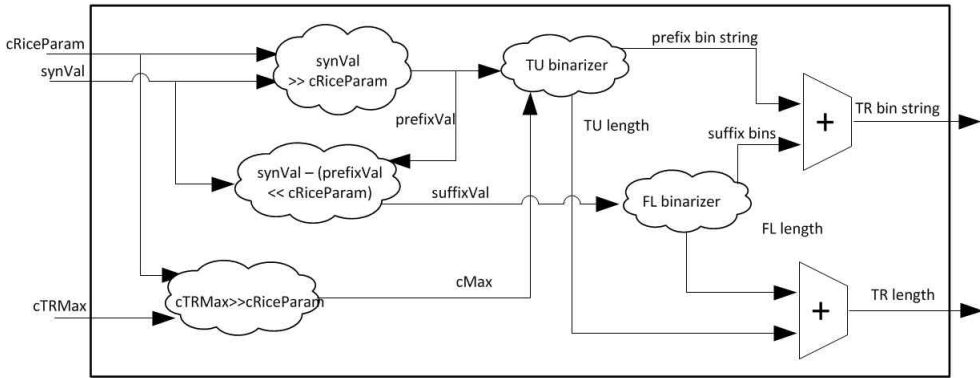 cRiceParam
synVal
synVal
>> cRiceParam
TU binarizer
prefix bin string
prefixVal
TU length
+
TR bin string
suffix bins
synVal – (prefixVal
<< cRiceParam)
suffixVal
FL binarizer
FL length
cTRMax
cTRMax>>cRiceParam
cMax
+
TR length